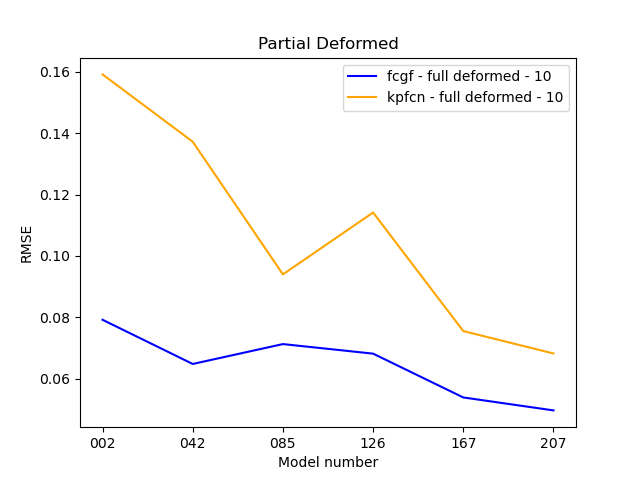 Partial Deformed
fcgf - full deformed - 10
kpfcn - full deformed - 10
0.16
0.14
0.12
0.10
0.08
0.06
RMSE
002 042 085 126 167 207
Model number